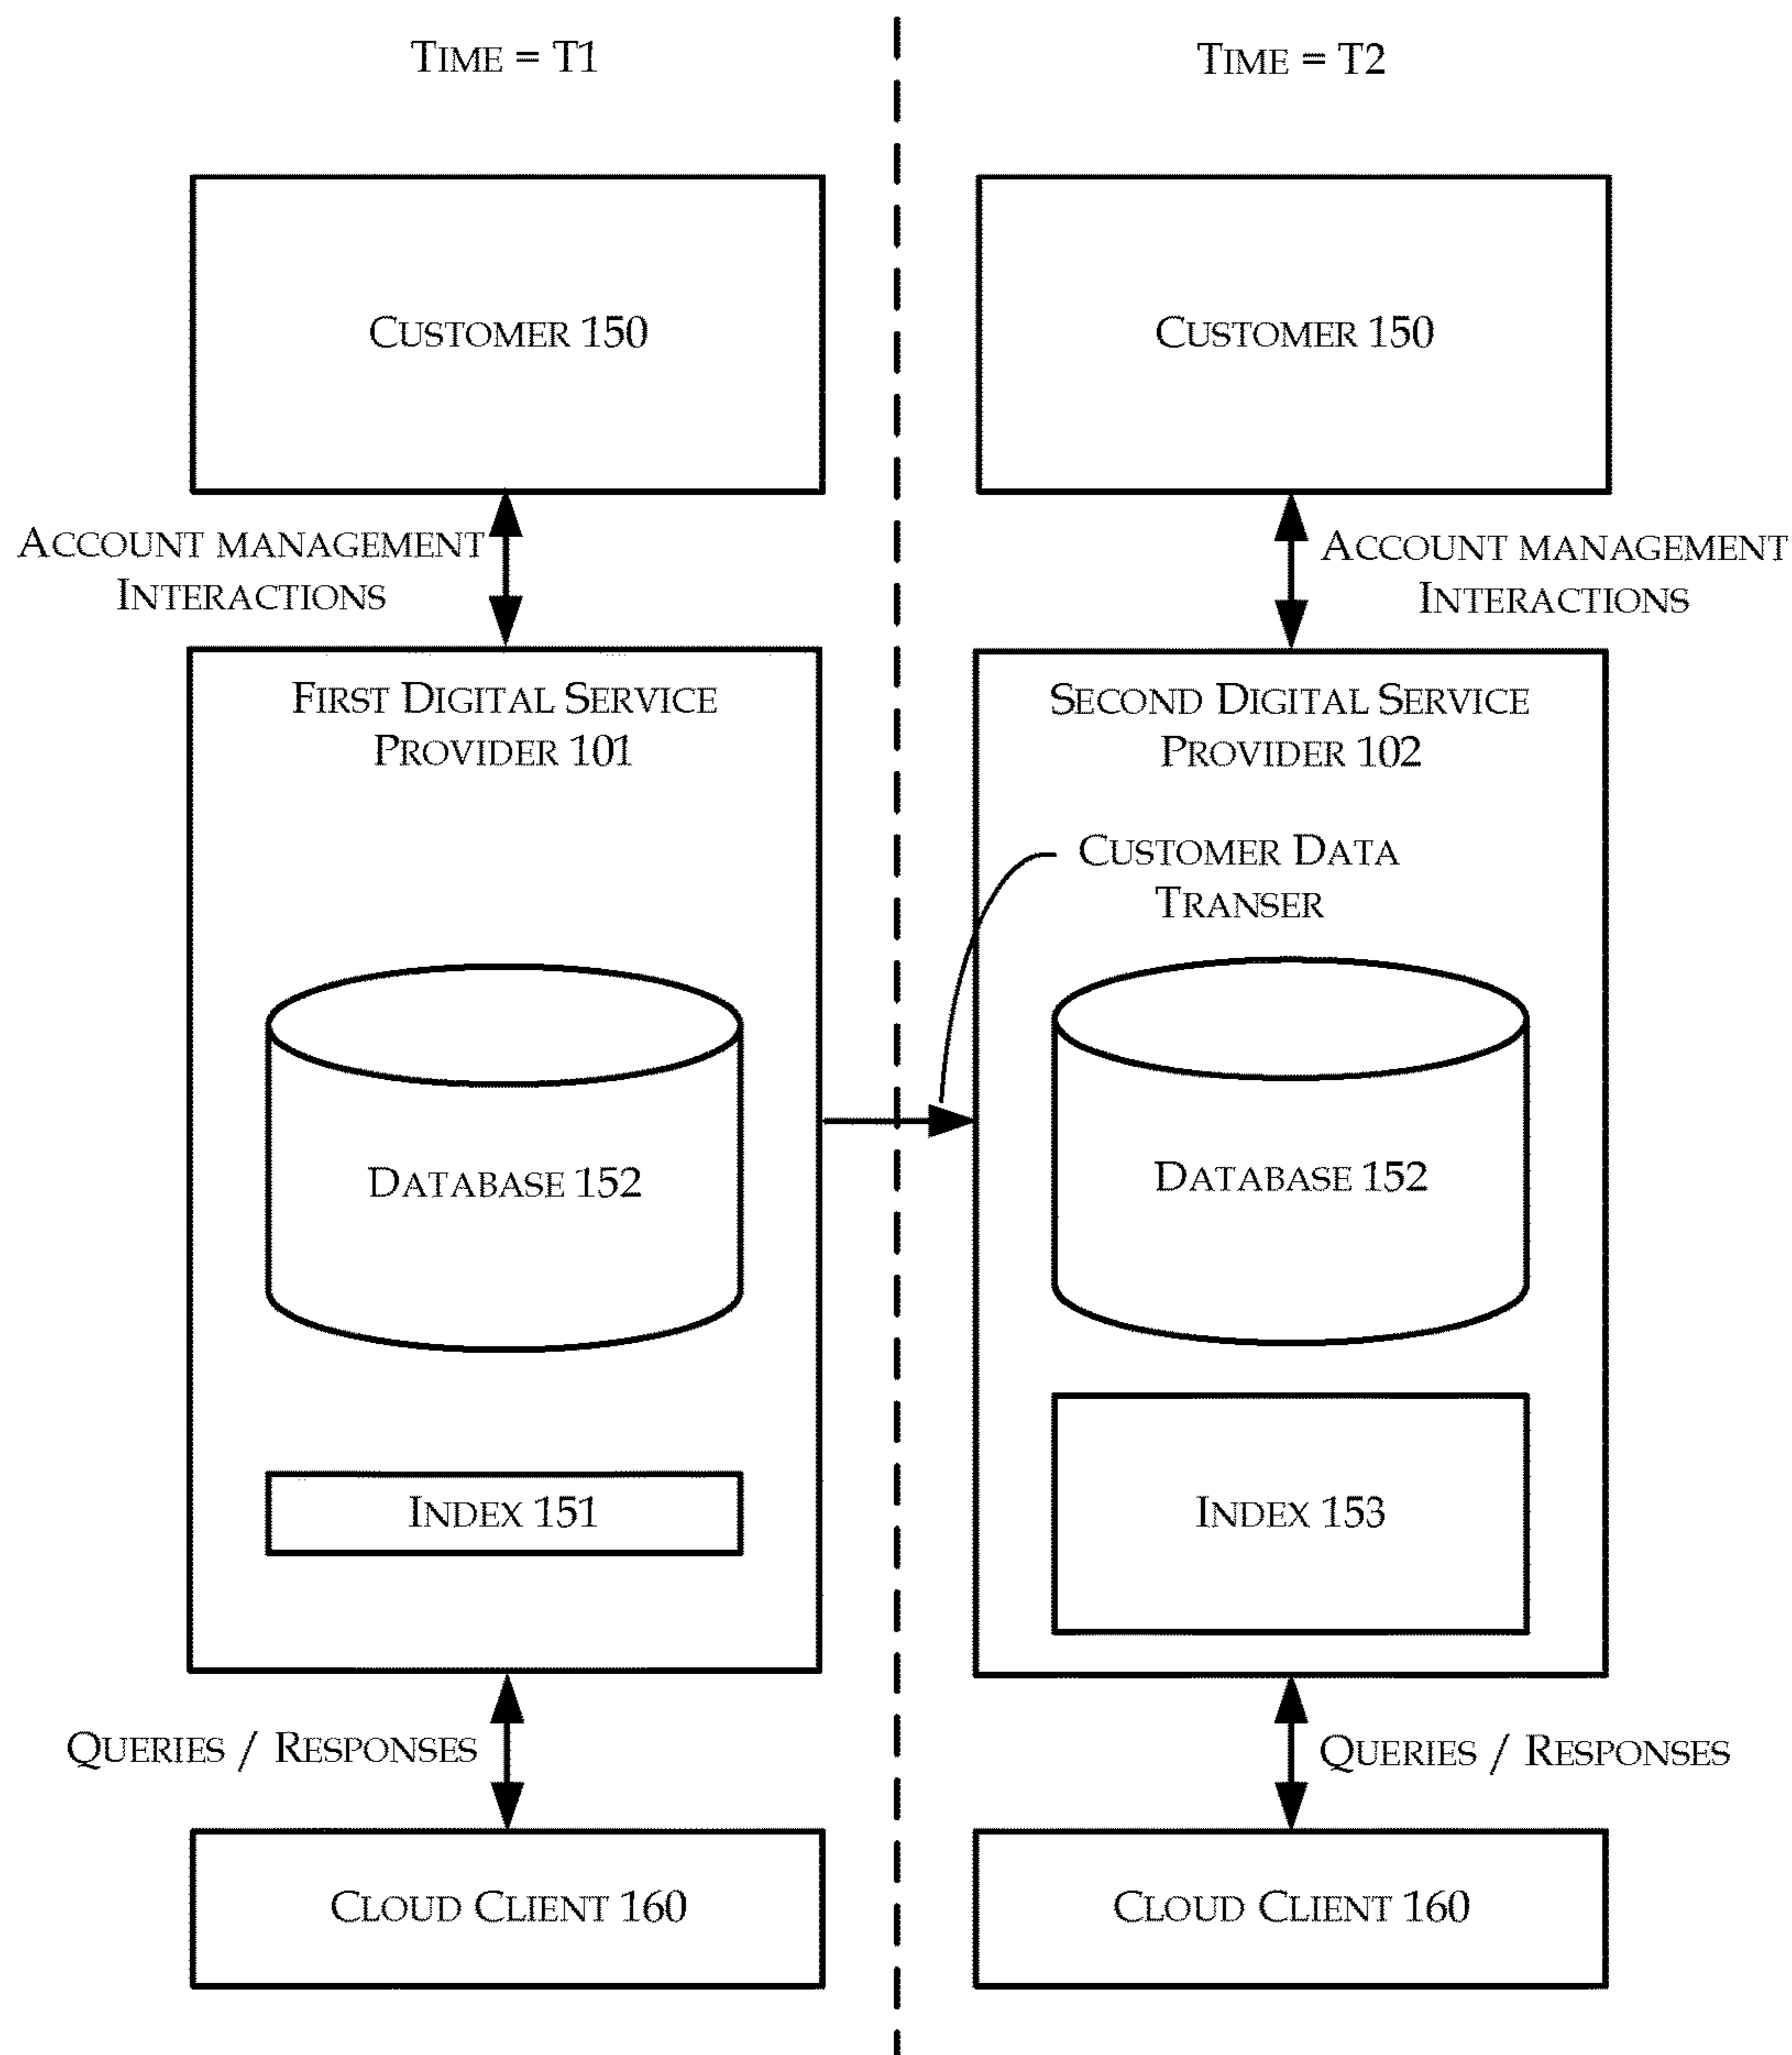 TIME = T1
CUSTOMER 150
ACCOUNT MANAGEMENT
INTERACTIONS
FIRST DIGITAL SERVICE
PROVIDER 101
DATABASE 152
INDEX 151
QUERIES / RESPONSES
CLOUD CLIENT 160
TIME = T2
CUSTOMER 150
ACCOUNT MANAGEMENT
INTERACTIONS
SECOND DIGITAL SERVICE
PROVIDER 102
CUSTOMER DATA
TRANSER
DATABASE 152
INDEX 153
QUERIES / RESPONSES
CLOUD CLIENT 160